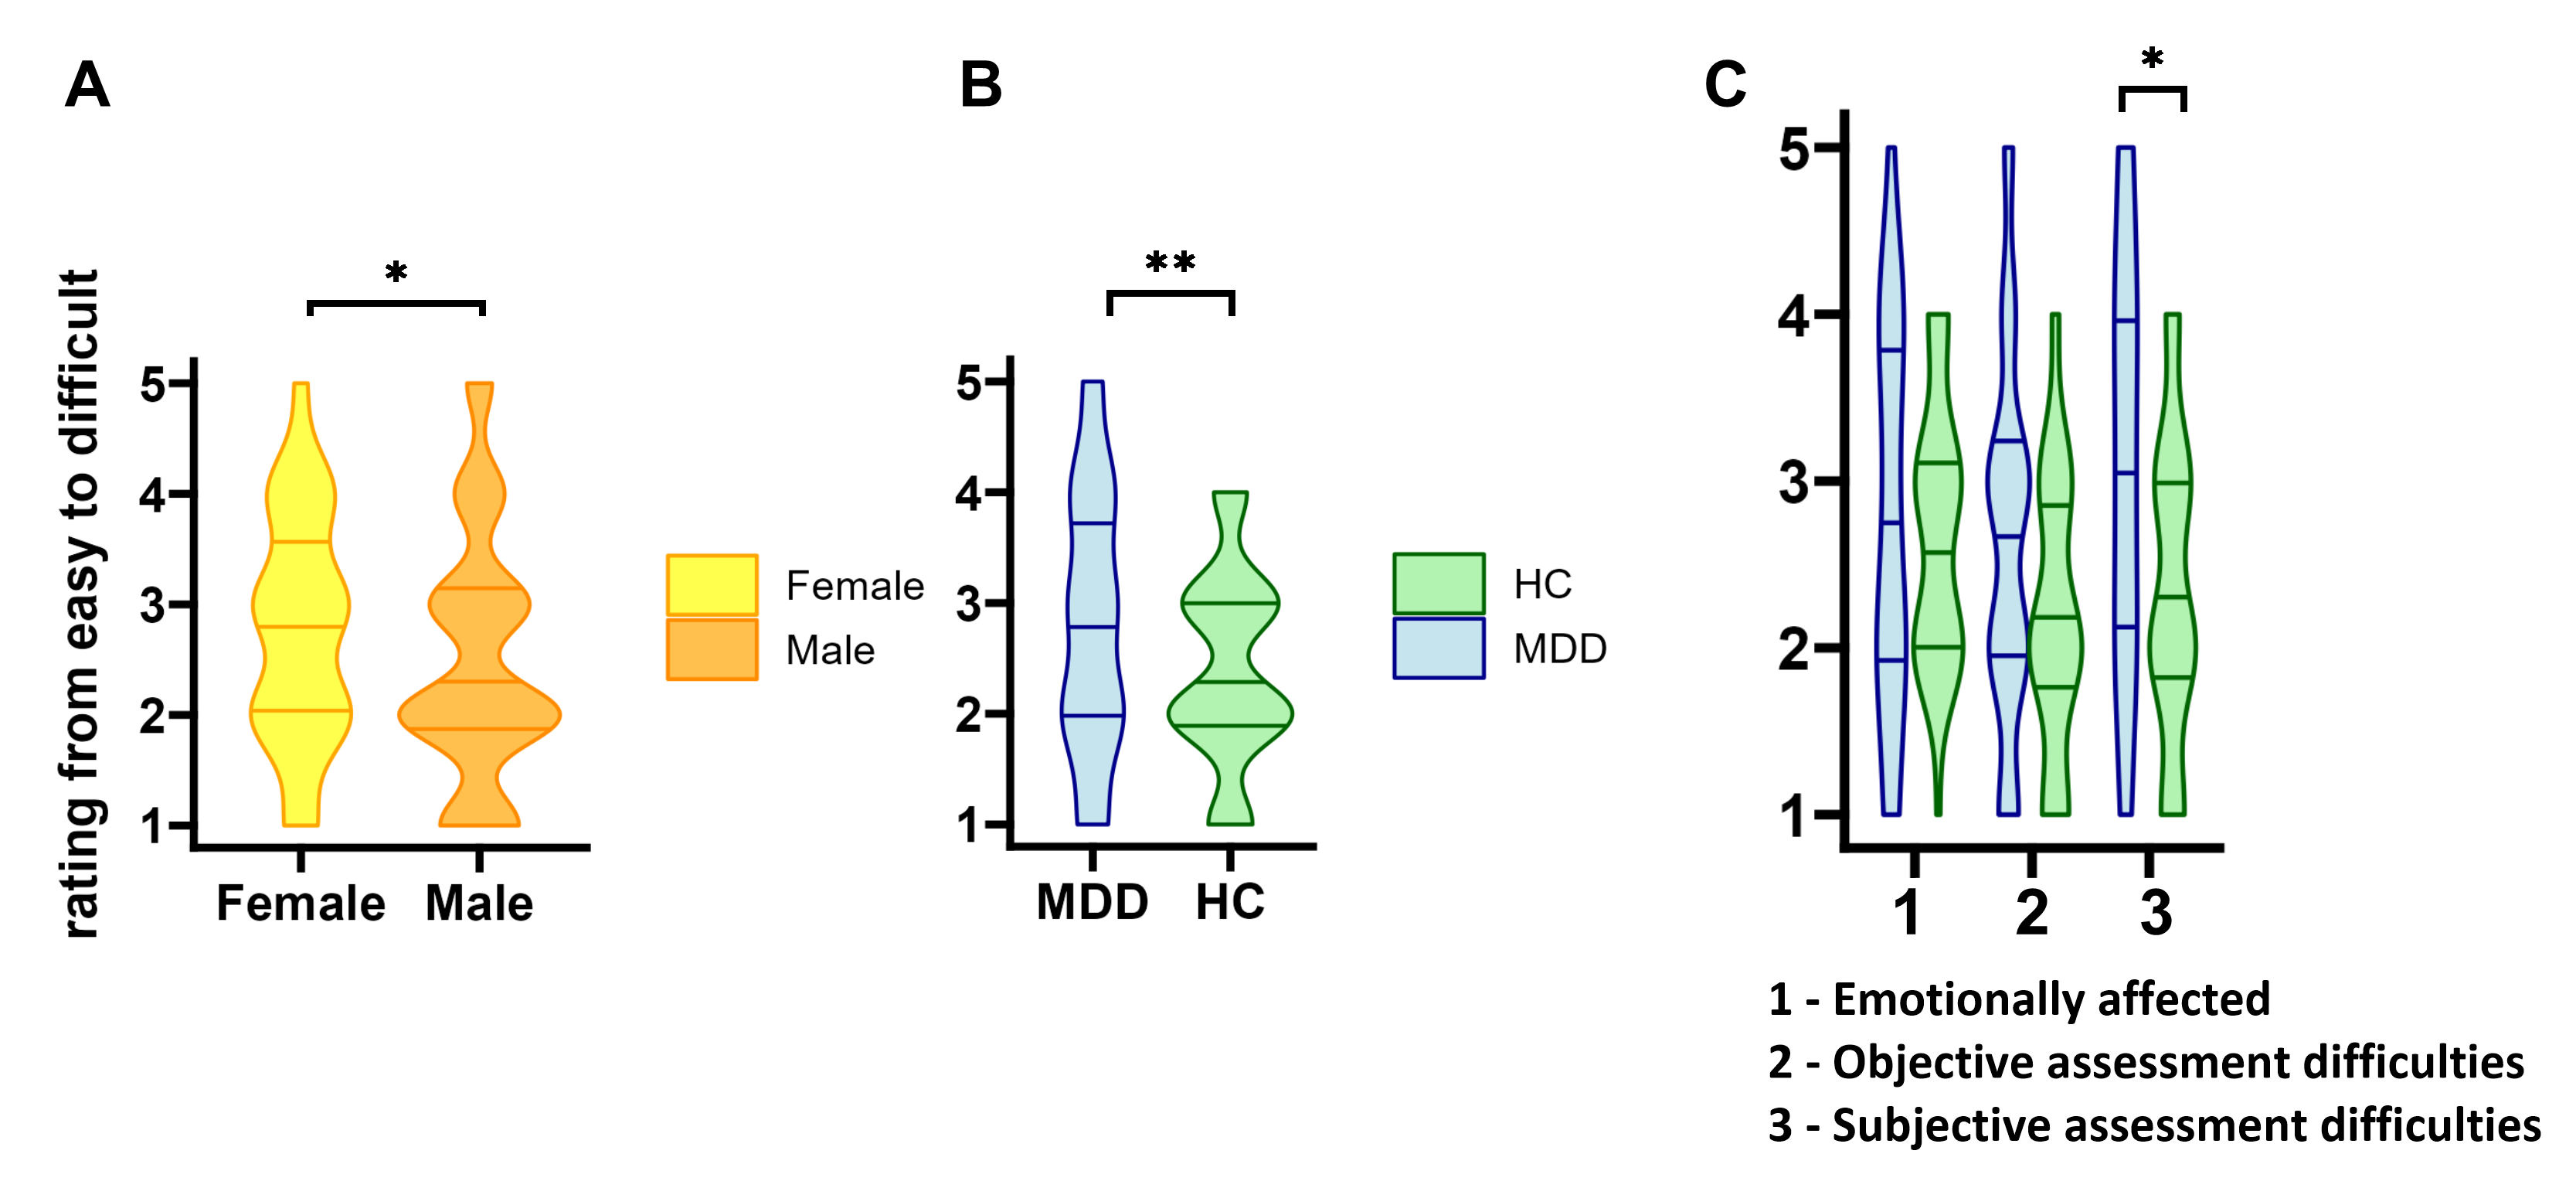 A
B
C
*
**
*
rating from easy to difficult
5
4
3
2
1
Female
Male
Female
Male
5
4
3
2
1
MDD
HC
HC
MDD
5
4
3
2
1
1
2
3
1 - Emotionally affected
2 - Objective assessment difficulties
3 - Subjective assessment difficulties